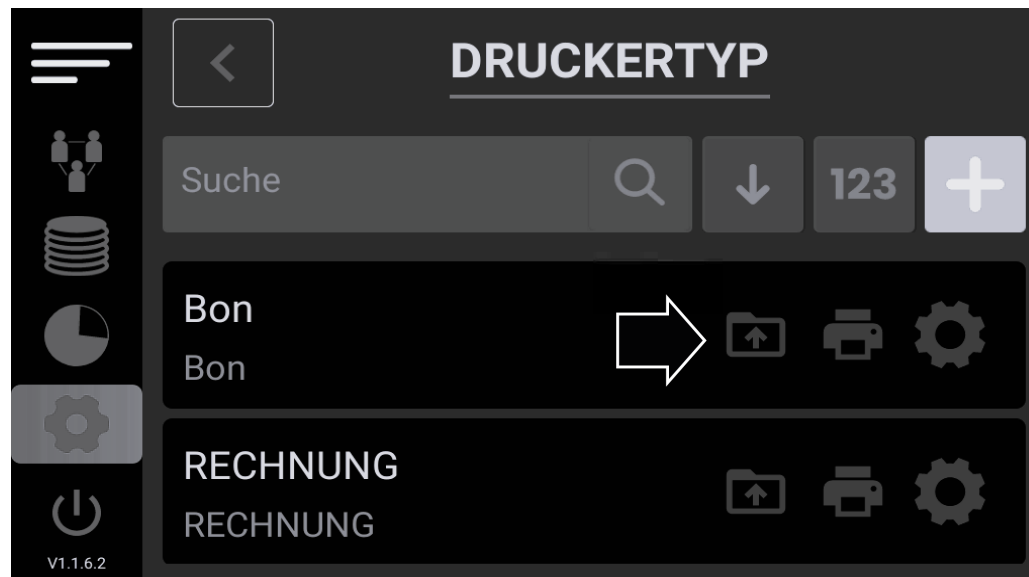 DRUCKERTYP
Suche
123
Bon
Bon
RECHNUNG
RECHNUNG
V1.1.6.2